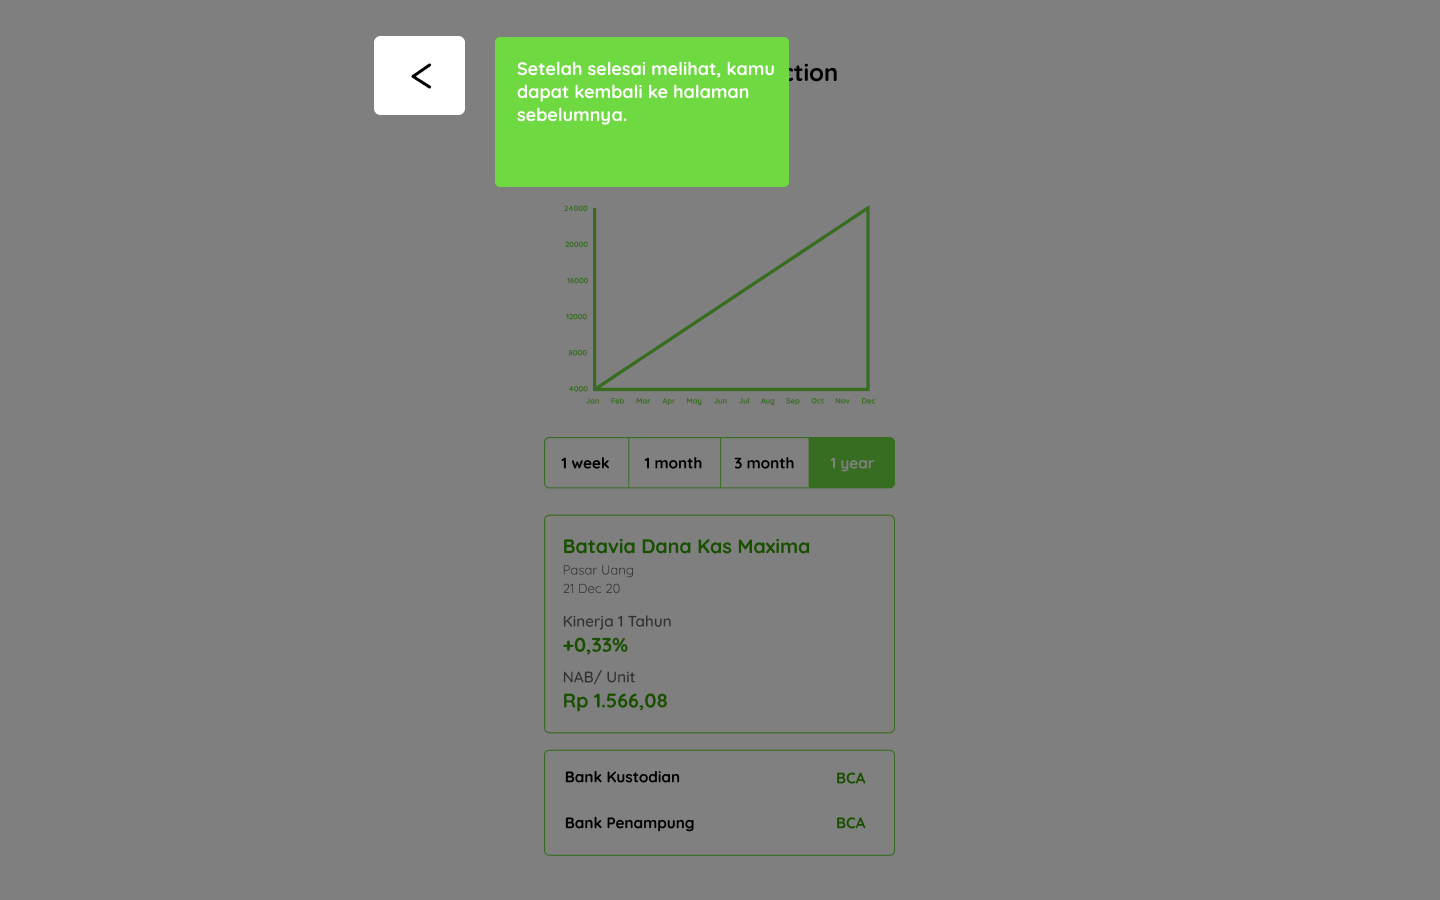 Setelah selesai melihat, kamu
dapat kembali ke halaman
sebelumnya.
24000
20000
16000
12000
8000
4000
Jan Feb Mar Apr May Jun Jul Aug Sep Oct Nov Dec
1 week 1 month 3 month 1 year
Batavia Dana Kas Maxima
Pasar Uang
21 Dec 20
Kinerja 1 Tahun
+0,33%
NAB/ Unit
Rp 1.566,08
Bank Kustodian BCA
Bank Penampung BCA